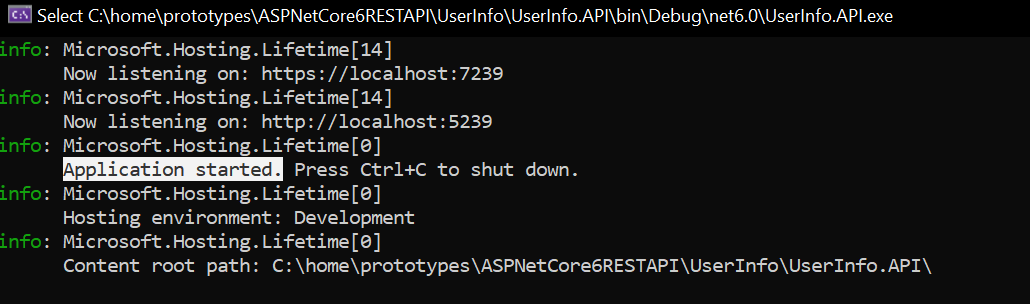 Select C:\home\prototypes\ASPNetCore6RESTAPI\UserInfo\UserInfo.API\bin\Debug\net6.0\UserInfo.API.exe
info: Microsoft.Hosting.Lifetime[14]
Now listening on: https://localhost:7239
info: Microsoft.Hosting.Lifetime[14]
Now listening on: http://localhost:5239
info: Microsoft.Hosting.Lifetime[0]
Application started. Press Ctrl+C to shut down.
info: Microsoft.Hosting.Lifetime[0]
Hosting environment: Development
info: Microsoft.Hosting.Lifetime[0]
Content root path: C:\home\prototypes\ASPNetCore6RESTAPI\UserInfo\UserInfo.API\